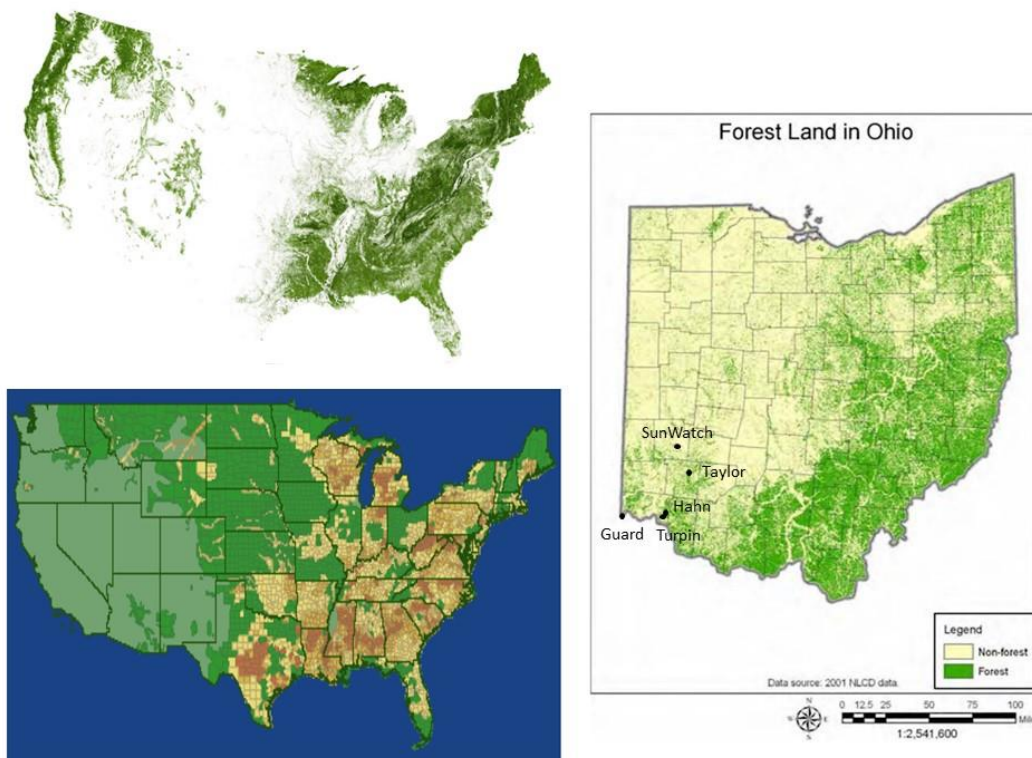 Forest Land in Ohio
SunWatch
Taylor
Hahn
Guard
Turpin
Legend
Non-forest
Forest
Data source: 2001 NLCD data.
N
W
E
S
0 12.5 25 50 75 100
1:2,541,600